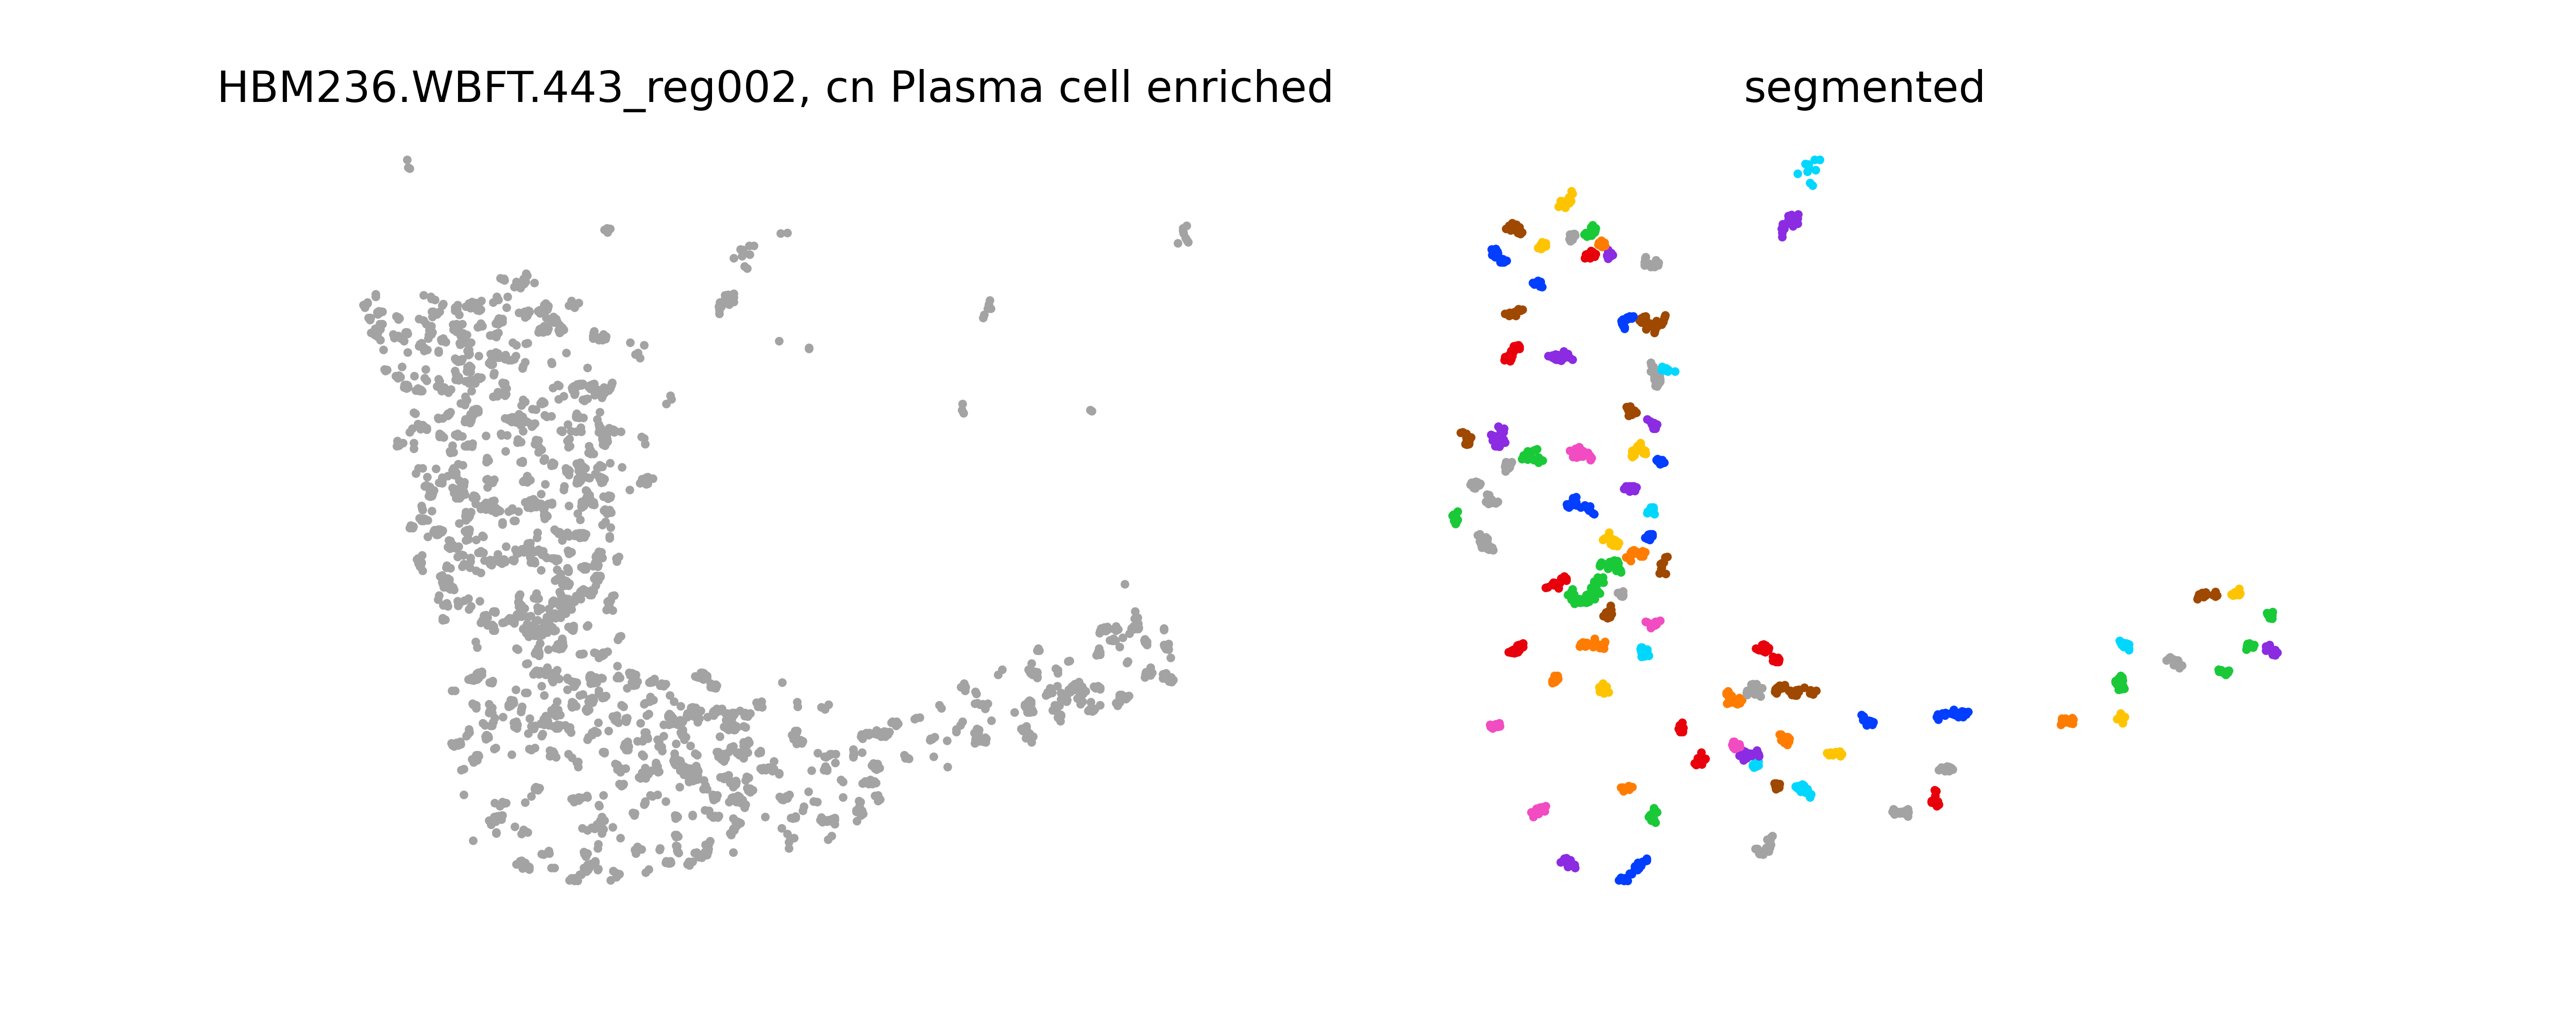 HBM236.WBFT.443_reg002, cn Plasma cell enriched
segmented